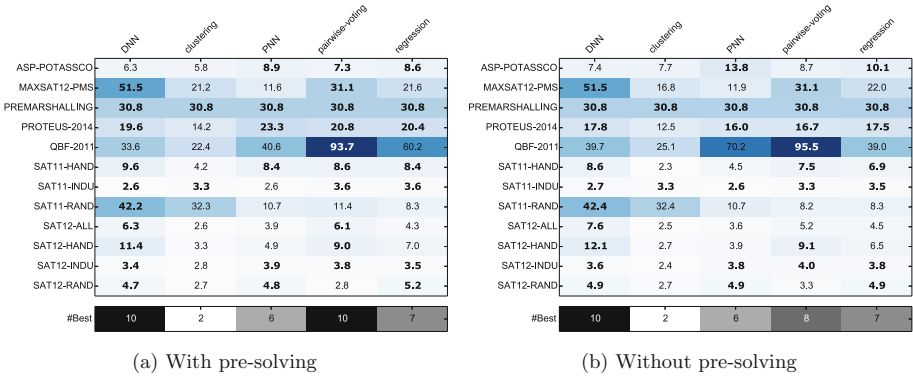 DNN clustering PNN pairwise-voting regression
ASP-POTASSCO 6.3 5.8 8.9 7.3 8.6
MAXSAT12-PMS 51.5 21.2 11.6 31.1 21.6
PREMARSHALLING 30.8 30.8 30.8 30.8 30.8
PROTEUS-2014 19.6 14.2 23.3 20.8 20.4
QBF-2011 33.6 22.4 40.6 93.7 60.2
SAT11-HAND 9.6 4.2 8.4 8.6 8.4
SAT11-INDU 2.6 3.3 2.6 3.6 3.6
SAT11-RAND 42.2 32.3 10.7 11.4 8.3
SAT12-ALL 6.3 2.6 3.9 6.1 4.3
SAT12-HAND 11.4 3.3 4.9 9.0 7.0
SAT12-INDU 3.4 2.8 3.9 3.8 3.5
SAT12-RAND 4.7 2.7 4.8 2.8 5.2
#Best 10 2 6 10 7
(a) With pre-solving
DNN clustering PNN pairwise-voting regression
ASP-POTASSCO 7.4 7.7 13.8 8.7 10.1
MAXSAT12-PMS 51.5 16.8 11.9 31.1 22.0
PREMARSHALLING 30.8 30.8 30.8 30.8 30.8
PROTEUS-2014 17.8 12.5 16.0 16.7 17.5
QBF-2011 39.7 25.1 70.2 95.5 39.0
SAT11-HAND 8.6 2.3 4.5 7.5 6.9
SAT11-INDU 2.7 3.3 2.6 3.3 3.5
SAT11-RAND 42.4 32.4 10.7 8.2 8.3
SAT12-ALL 7.6 2.5 3.6 5.2 4.5
SAT12-HAND 12.1 2.7 3.9 9.1 6.5
SAT12-INDU 3.6 2.4 3.8 4.0 3.8
SAT12-RAND 4.9 2.7 4.9 3.3 4.9
#Best 10 2 6 8 7
(b) Without pre-solving